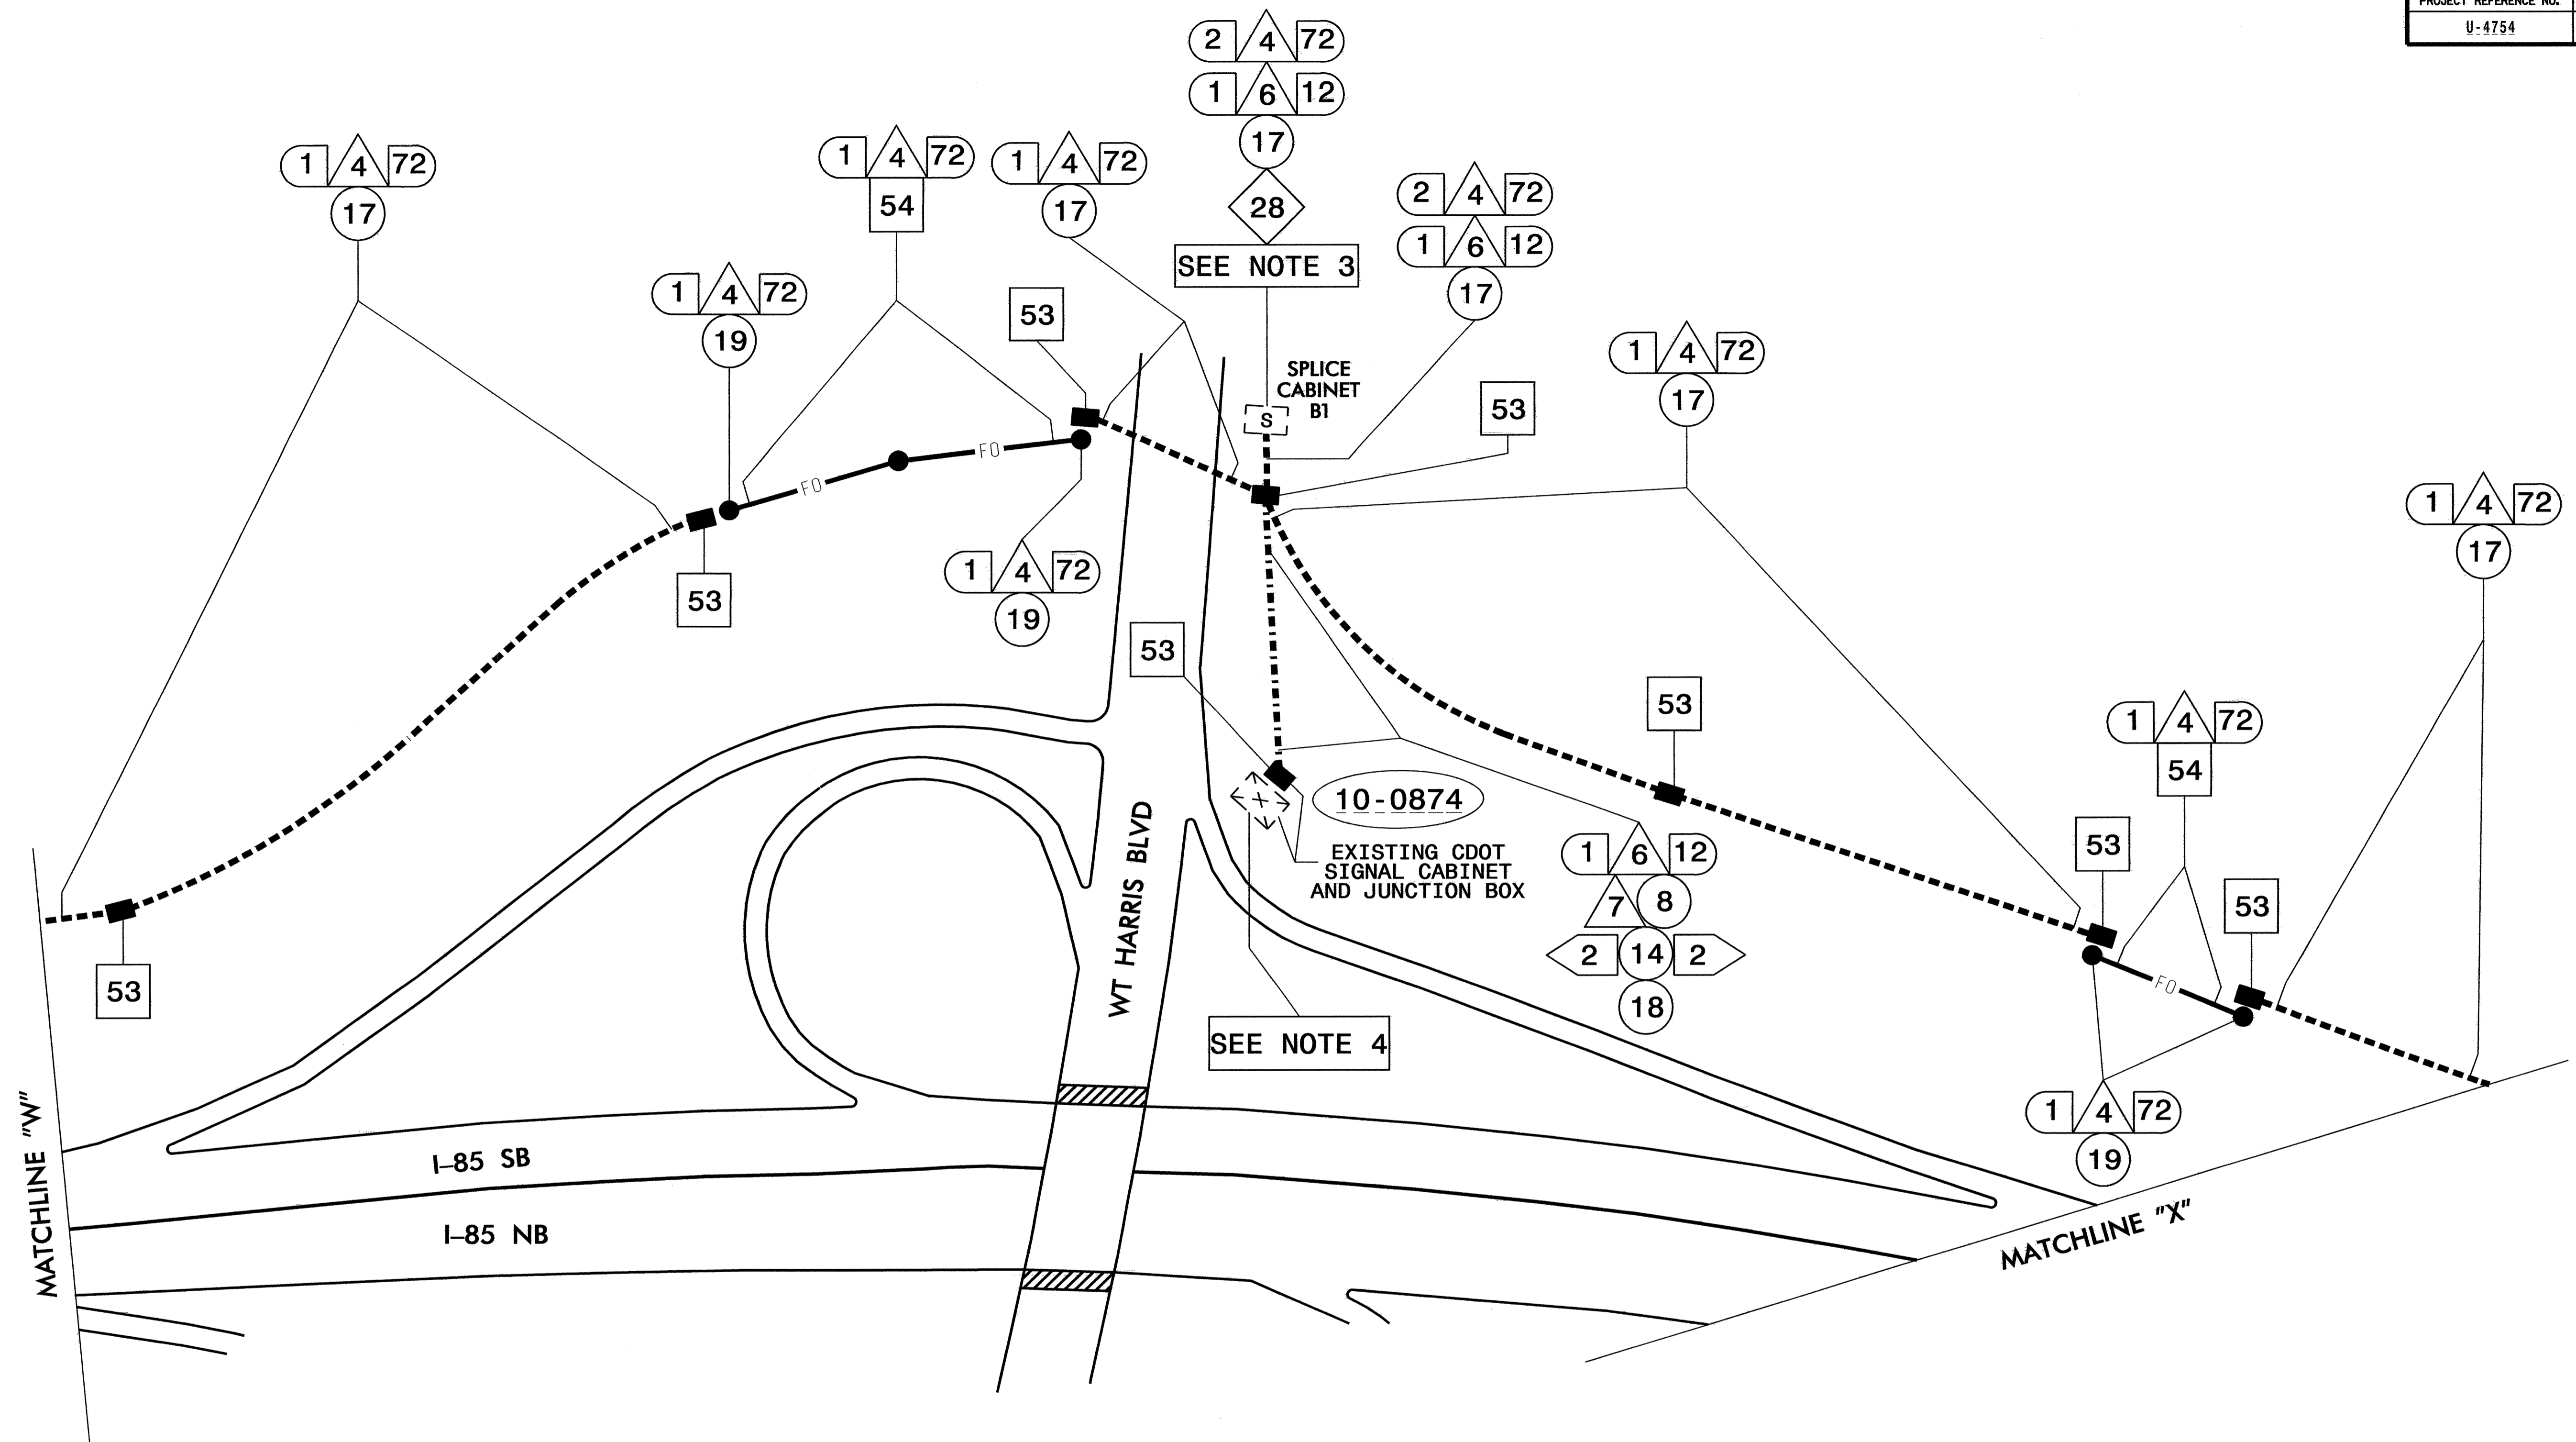 PROJECT REFERENCE NO.
U-4754
2 4 72
1 6 12
17
28
SEE NOTE 3
1 4 72
17
1 4 72
54
1 4 72
17
2 4 72
1 6 12
17
1 4 72
19
53
1 4 72
17
SPLICE
CABINET
B1
S
53
FO
FO
1 4 72
17
53
1 4 72
19
53
53
1 4 72
54
10-0874
EXISTING CDOT
SIGNAL CABINET
AND JUNCTION BOX
X
1 6 12
7 8
2 14 2
18
53
53
53
FO
WT HARRIS BLVD
SEE NOTE 4
1 4 72
19
I-85 SB
I-85 NB
MATCHLINE "W"
MATCHLINE "X"